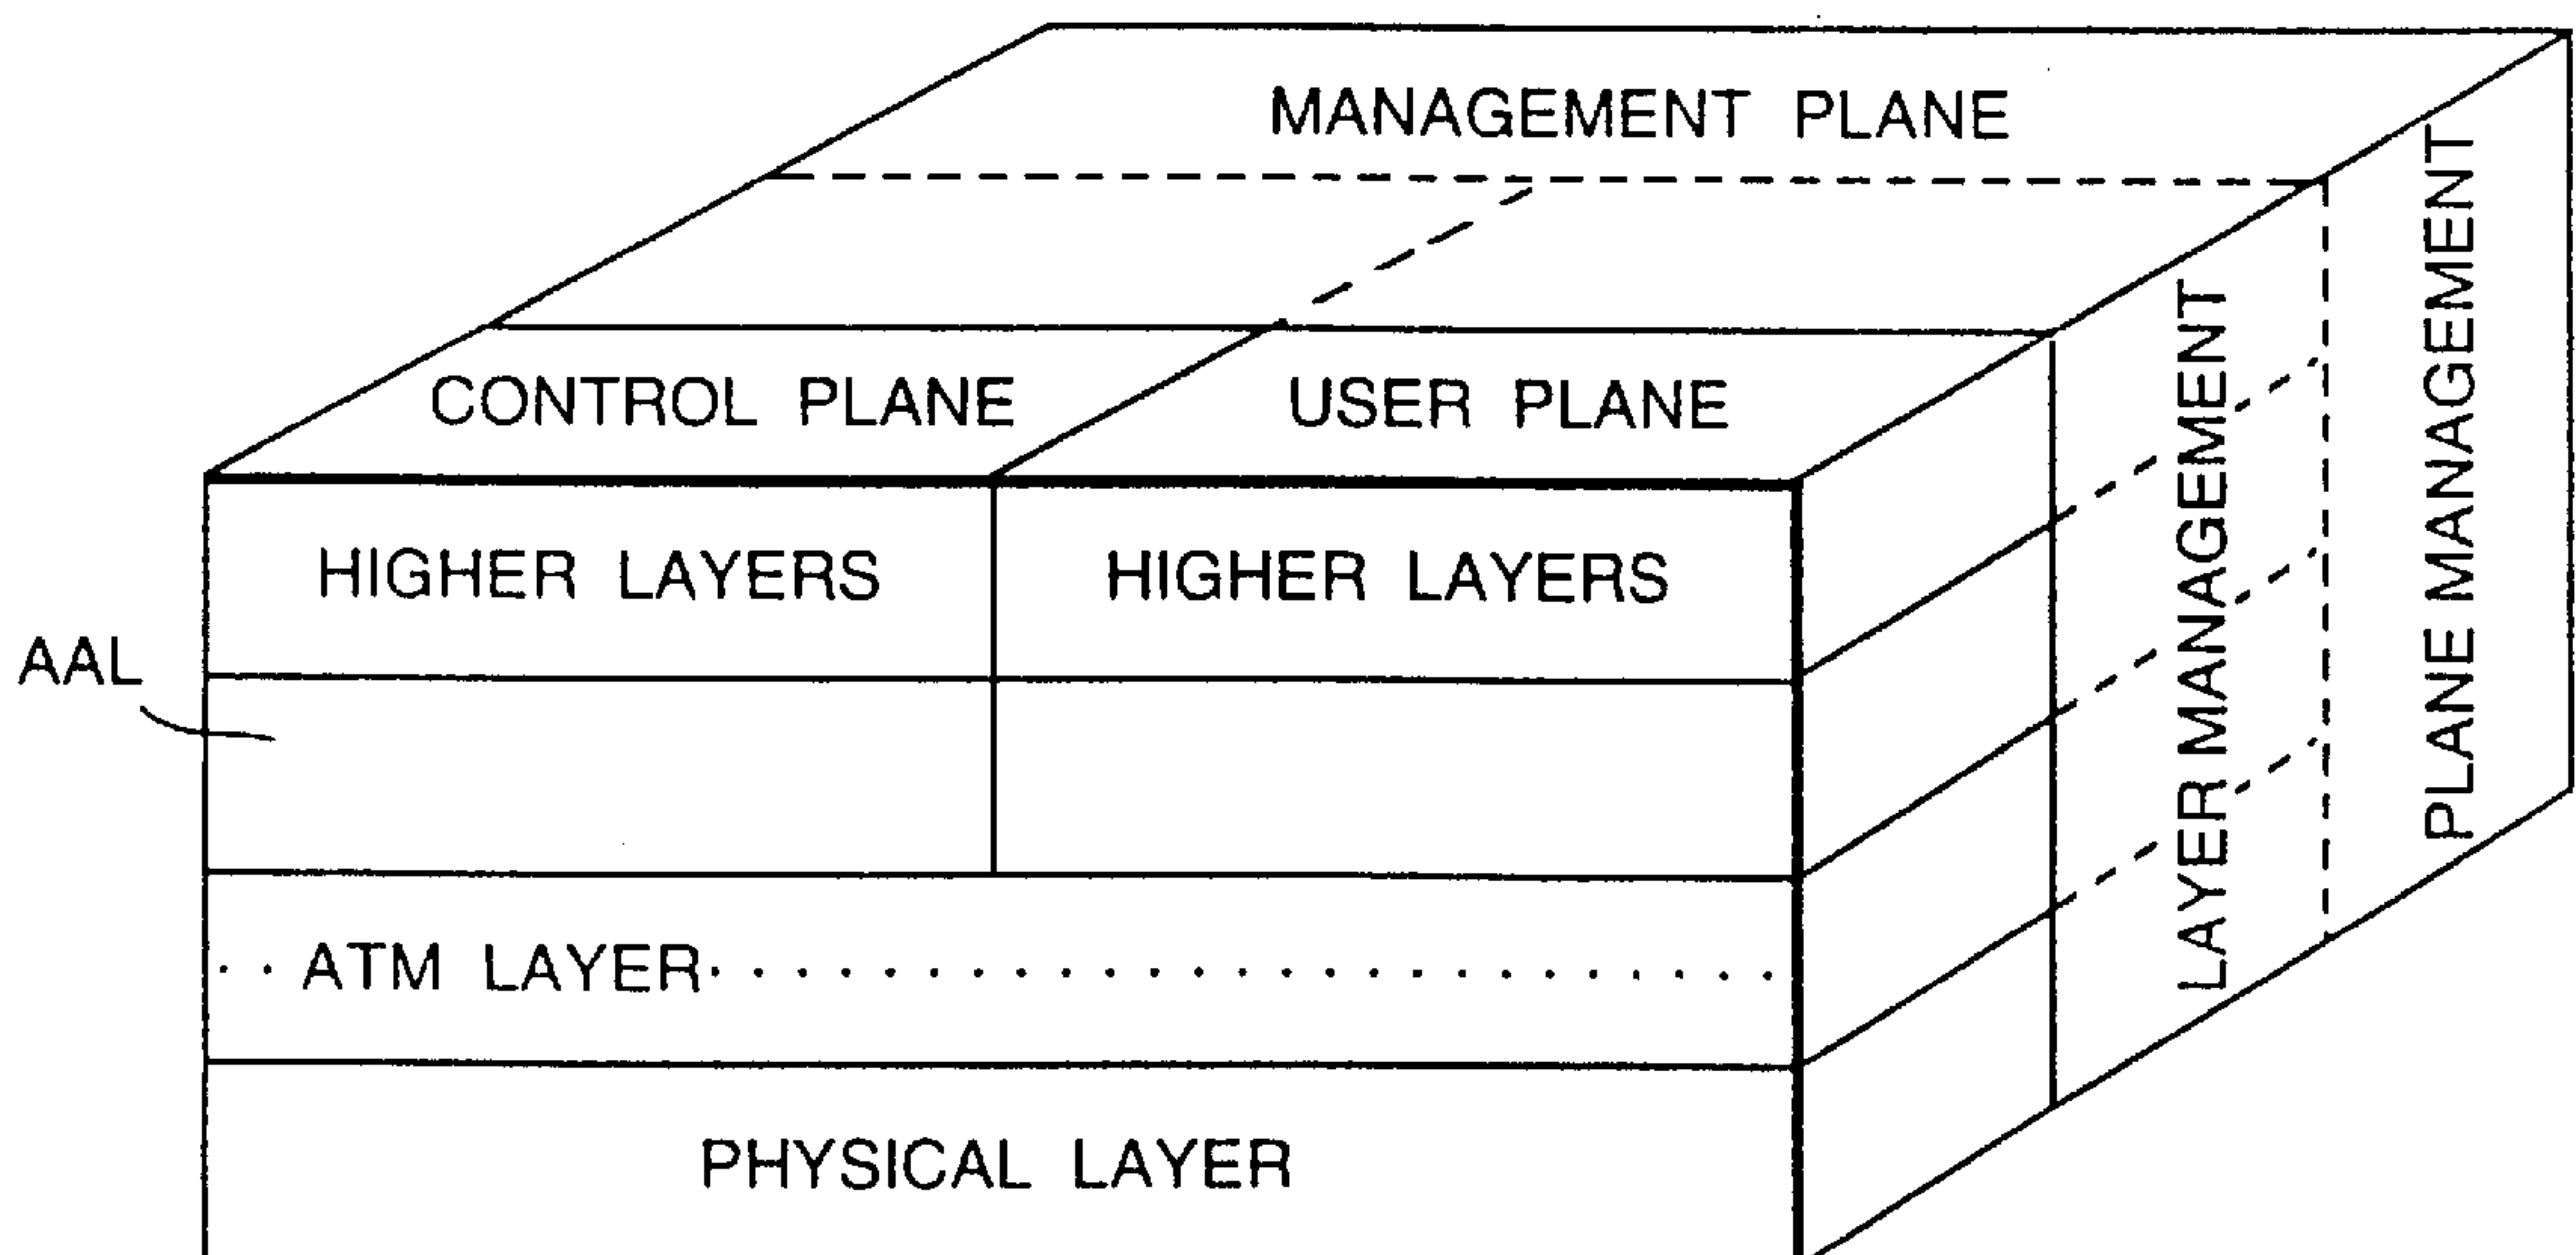 MANAGEMENT PLANE
CONTROL PLANE
USER PLANE
HIGHER LAYERS
HIGHER LAYERS
AAL
ATM LAYER
PHYSICAL LAYER
LAYER MANAGEMENT
PLANE MANAGEMENT